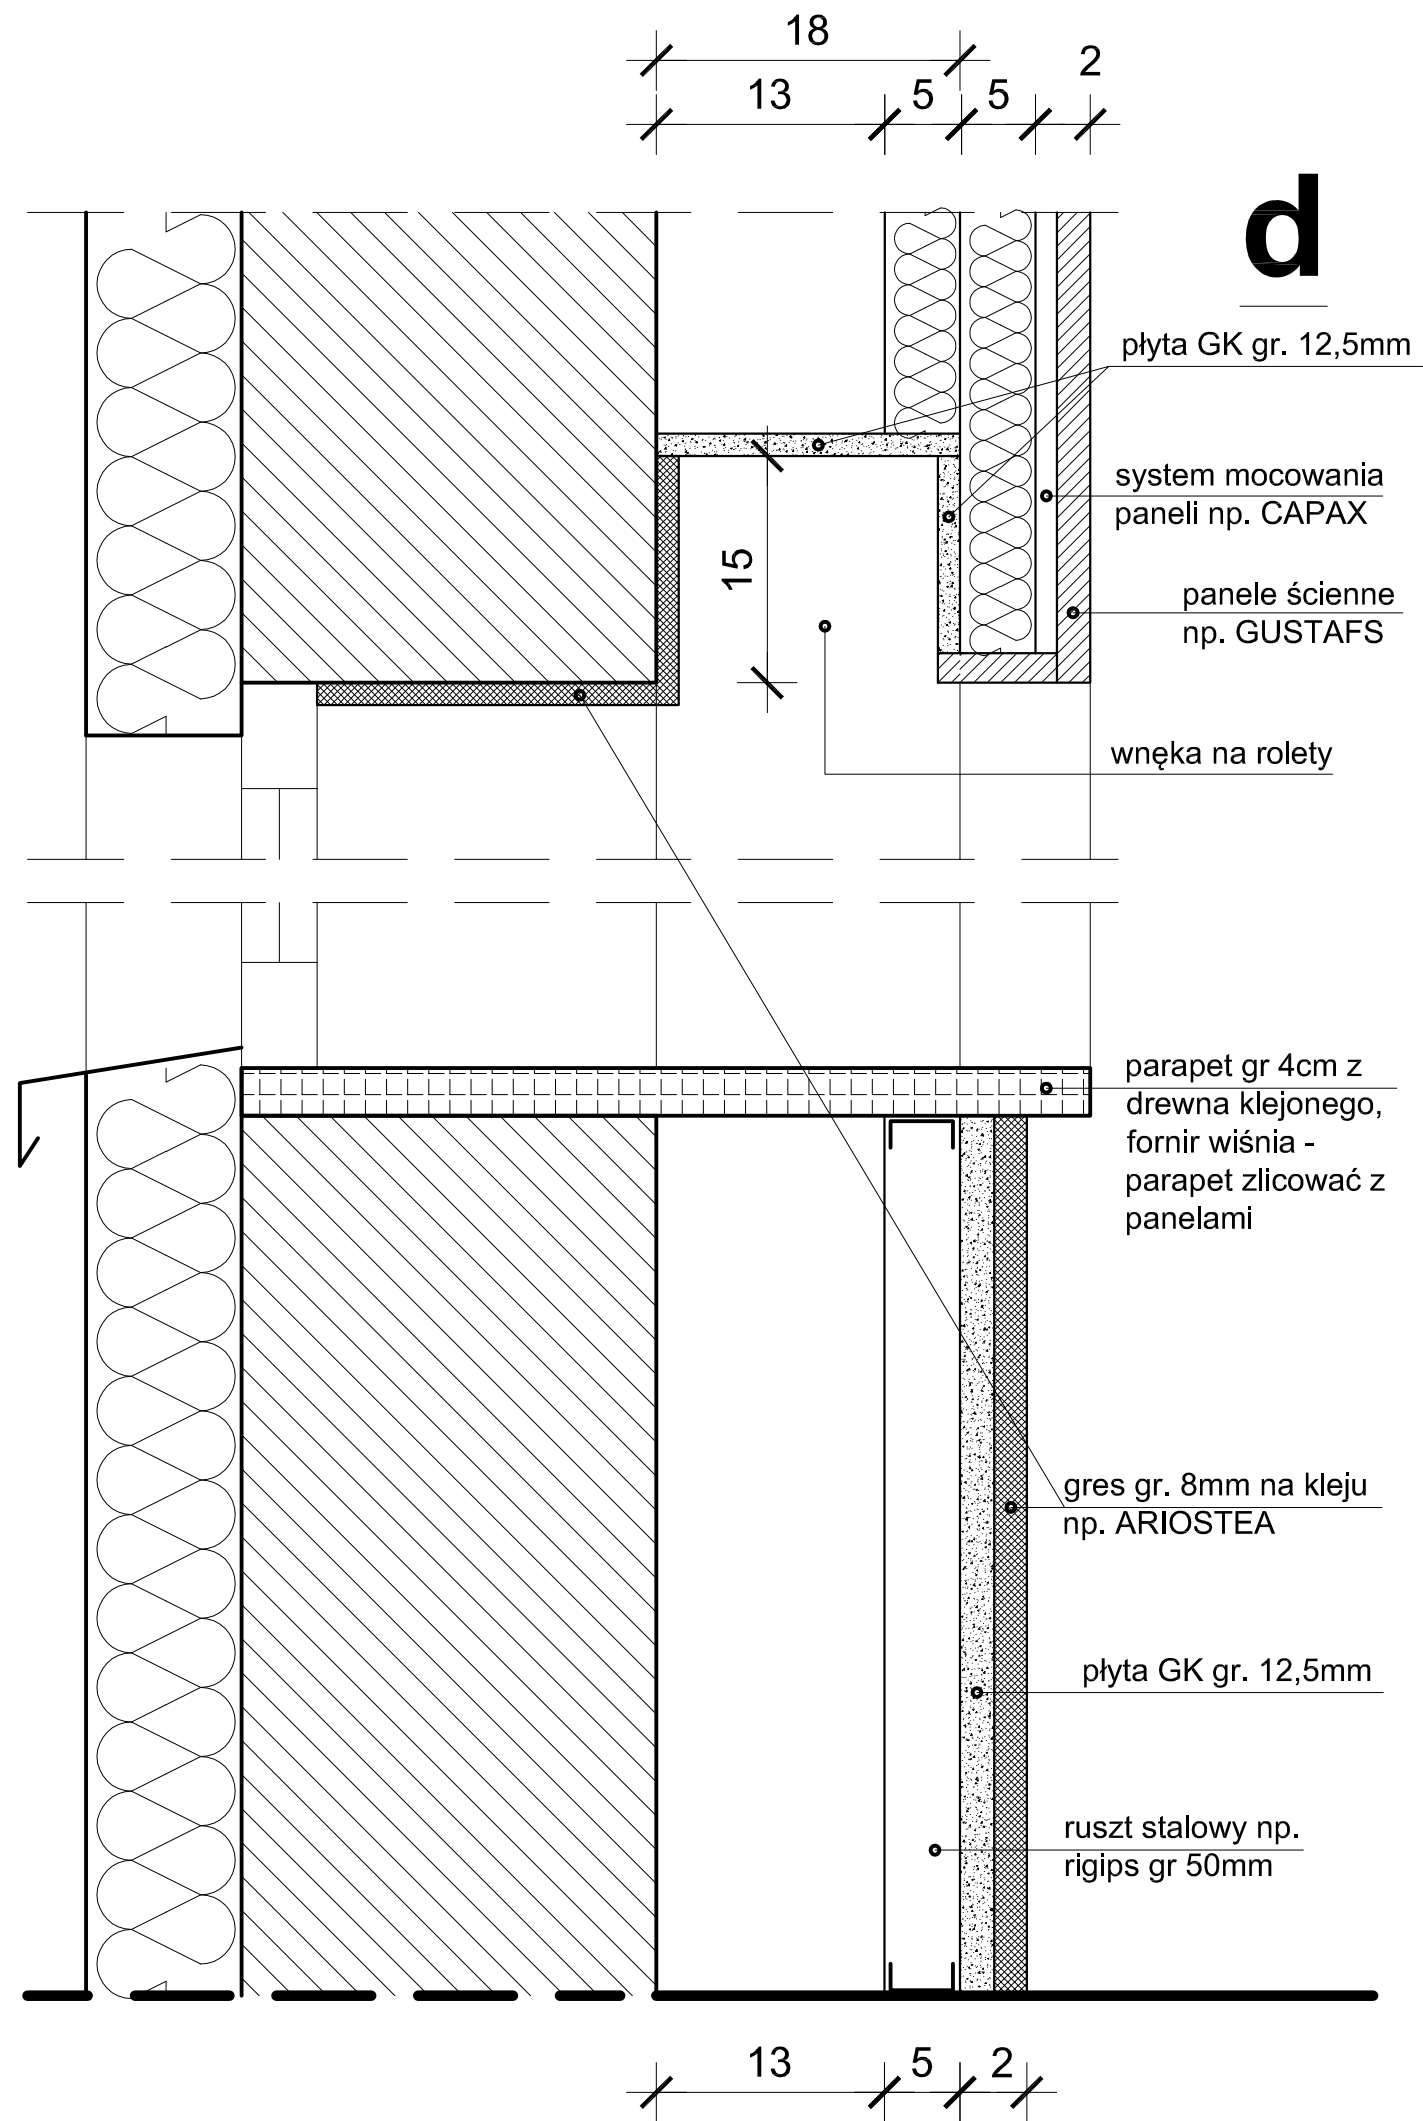 18
2
13
5
5
d
płyta GK gr. 12,5mm
system mocowania
paneli np. CAPAX
15
panele ścienne
np. GUSTAFS
wnęka na rolety
parapet gr 4cm z
drewna klejonego,
fornir wiśnia -
parapet zlicować z
panelami
gres gr. 8mm na kleju
np. ARIOSTEA
płyta GK gr. 12,5mm
ruszt stalowy np.
rigips gr 50mm
13
5
2